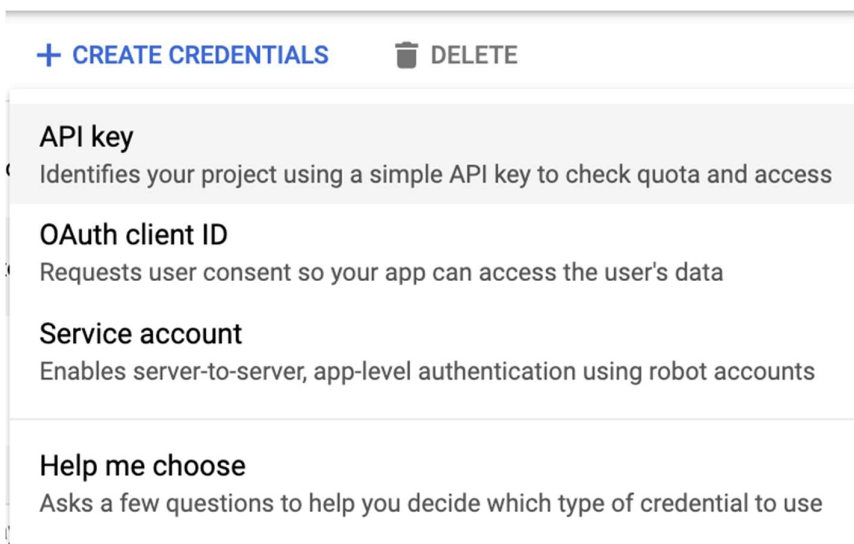 + CREATE CREDENTIALS DELETE
API key
Identifies your project using a simple API key to check quota and access
OAuth client ID
Requests user consent so your app can access the user's data
Service account
Enables server-to-server, app-level authentication using robot accounts
Help me choose
Asks a few questions to help you decide which type of credential to use